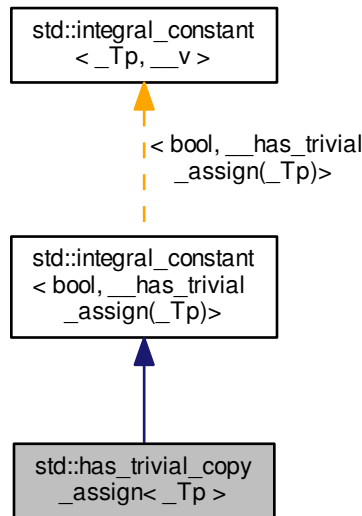 std::integral_constant
< _Tp, __v >
< bool, __has_trivial
_assign(_Tp)>
std::integral_constant
< bool, __has_trivial
_assign(_Tp)>
std::has_trivial_copy
_assign< _Tp >